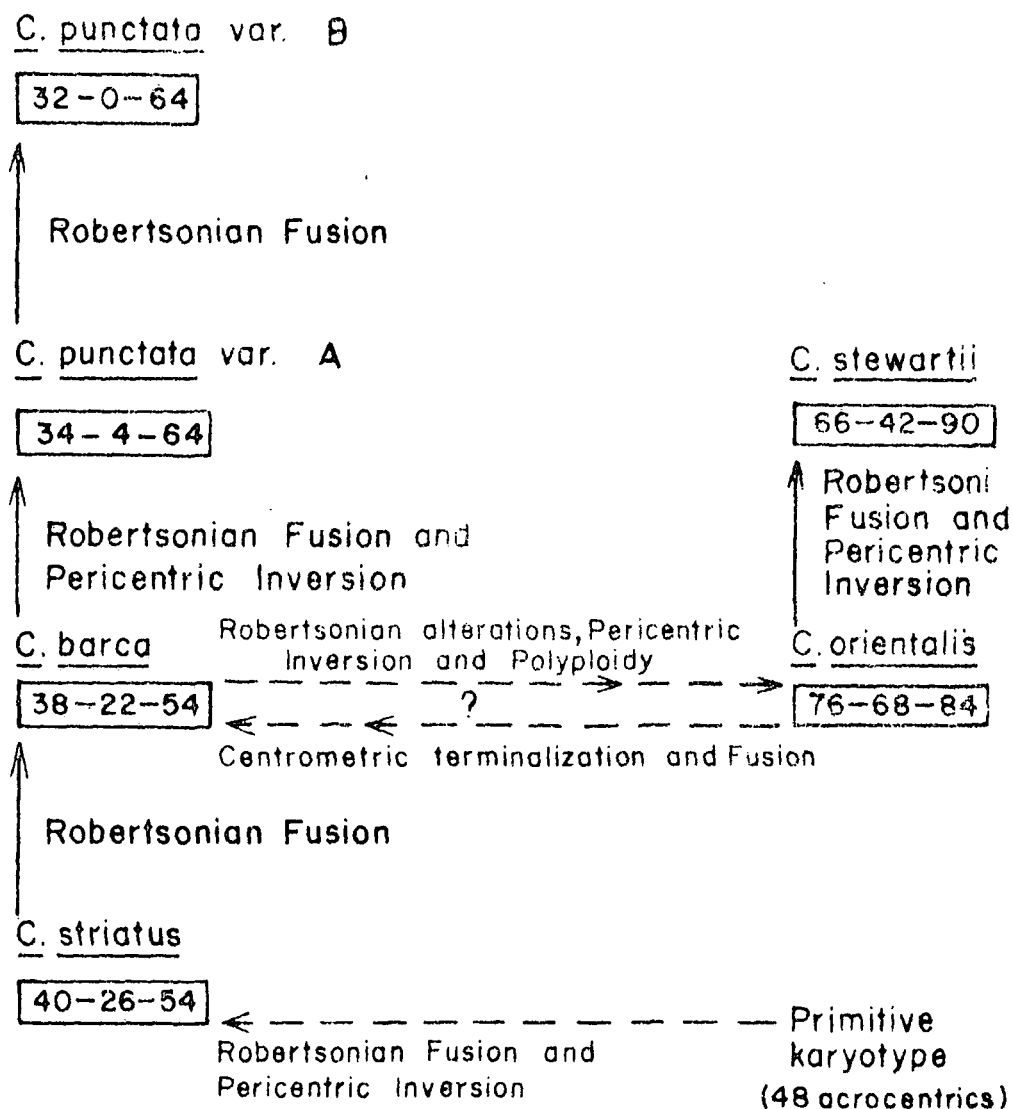 C. punctata var. B
32-0-64
Robertsonian Fusion
C. punctata var. A
34-4-64
C. stewartii
66-42-90
Robertsonian Fusion and
Pericentric Inversion
Robertsoni
Fusion and
Pericentric
Inversion
C. barca
38-22-54
Robertsonian alterations, Pericentric
Inversion and Polyploidy
?
Centrometric terminalization and Fusion
C. orientalis
76-68-84
Robertsonian Fusion
C. striatus
40-26-54
Robertsonian Fusion and
Pericentric Inversion
Primitive
karyotype
(48 acrocentrics)